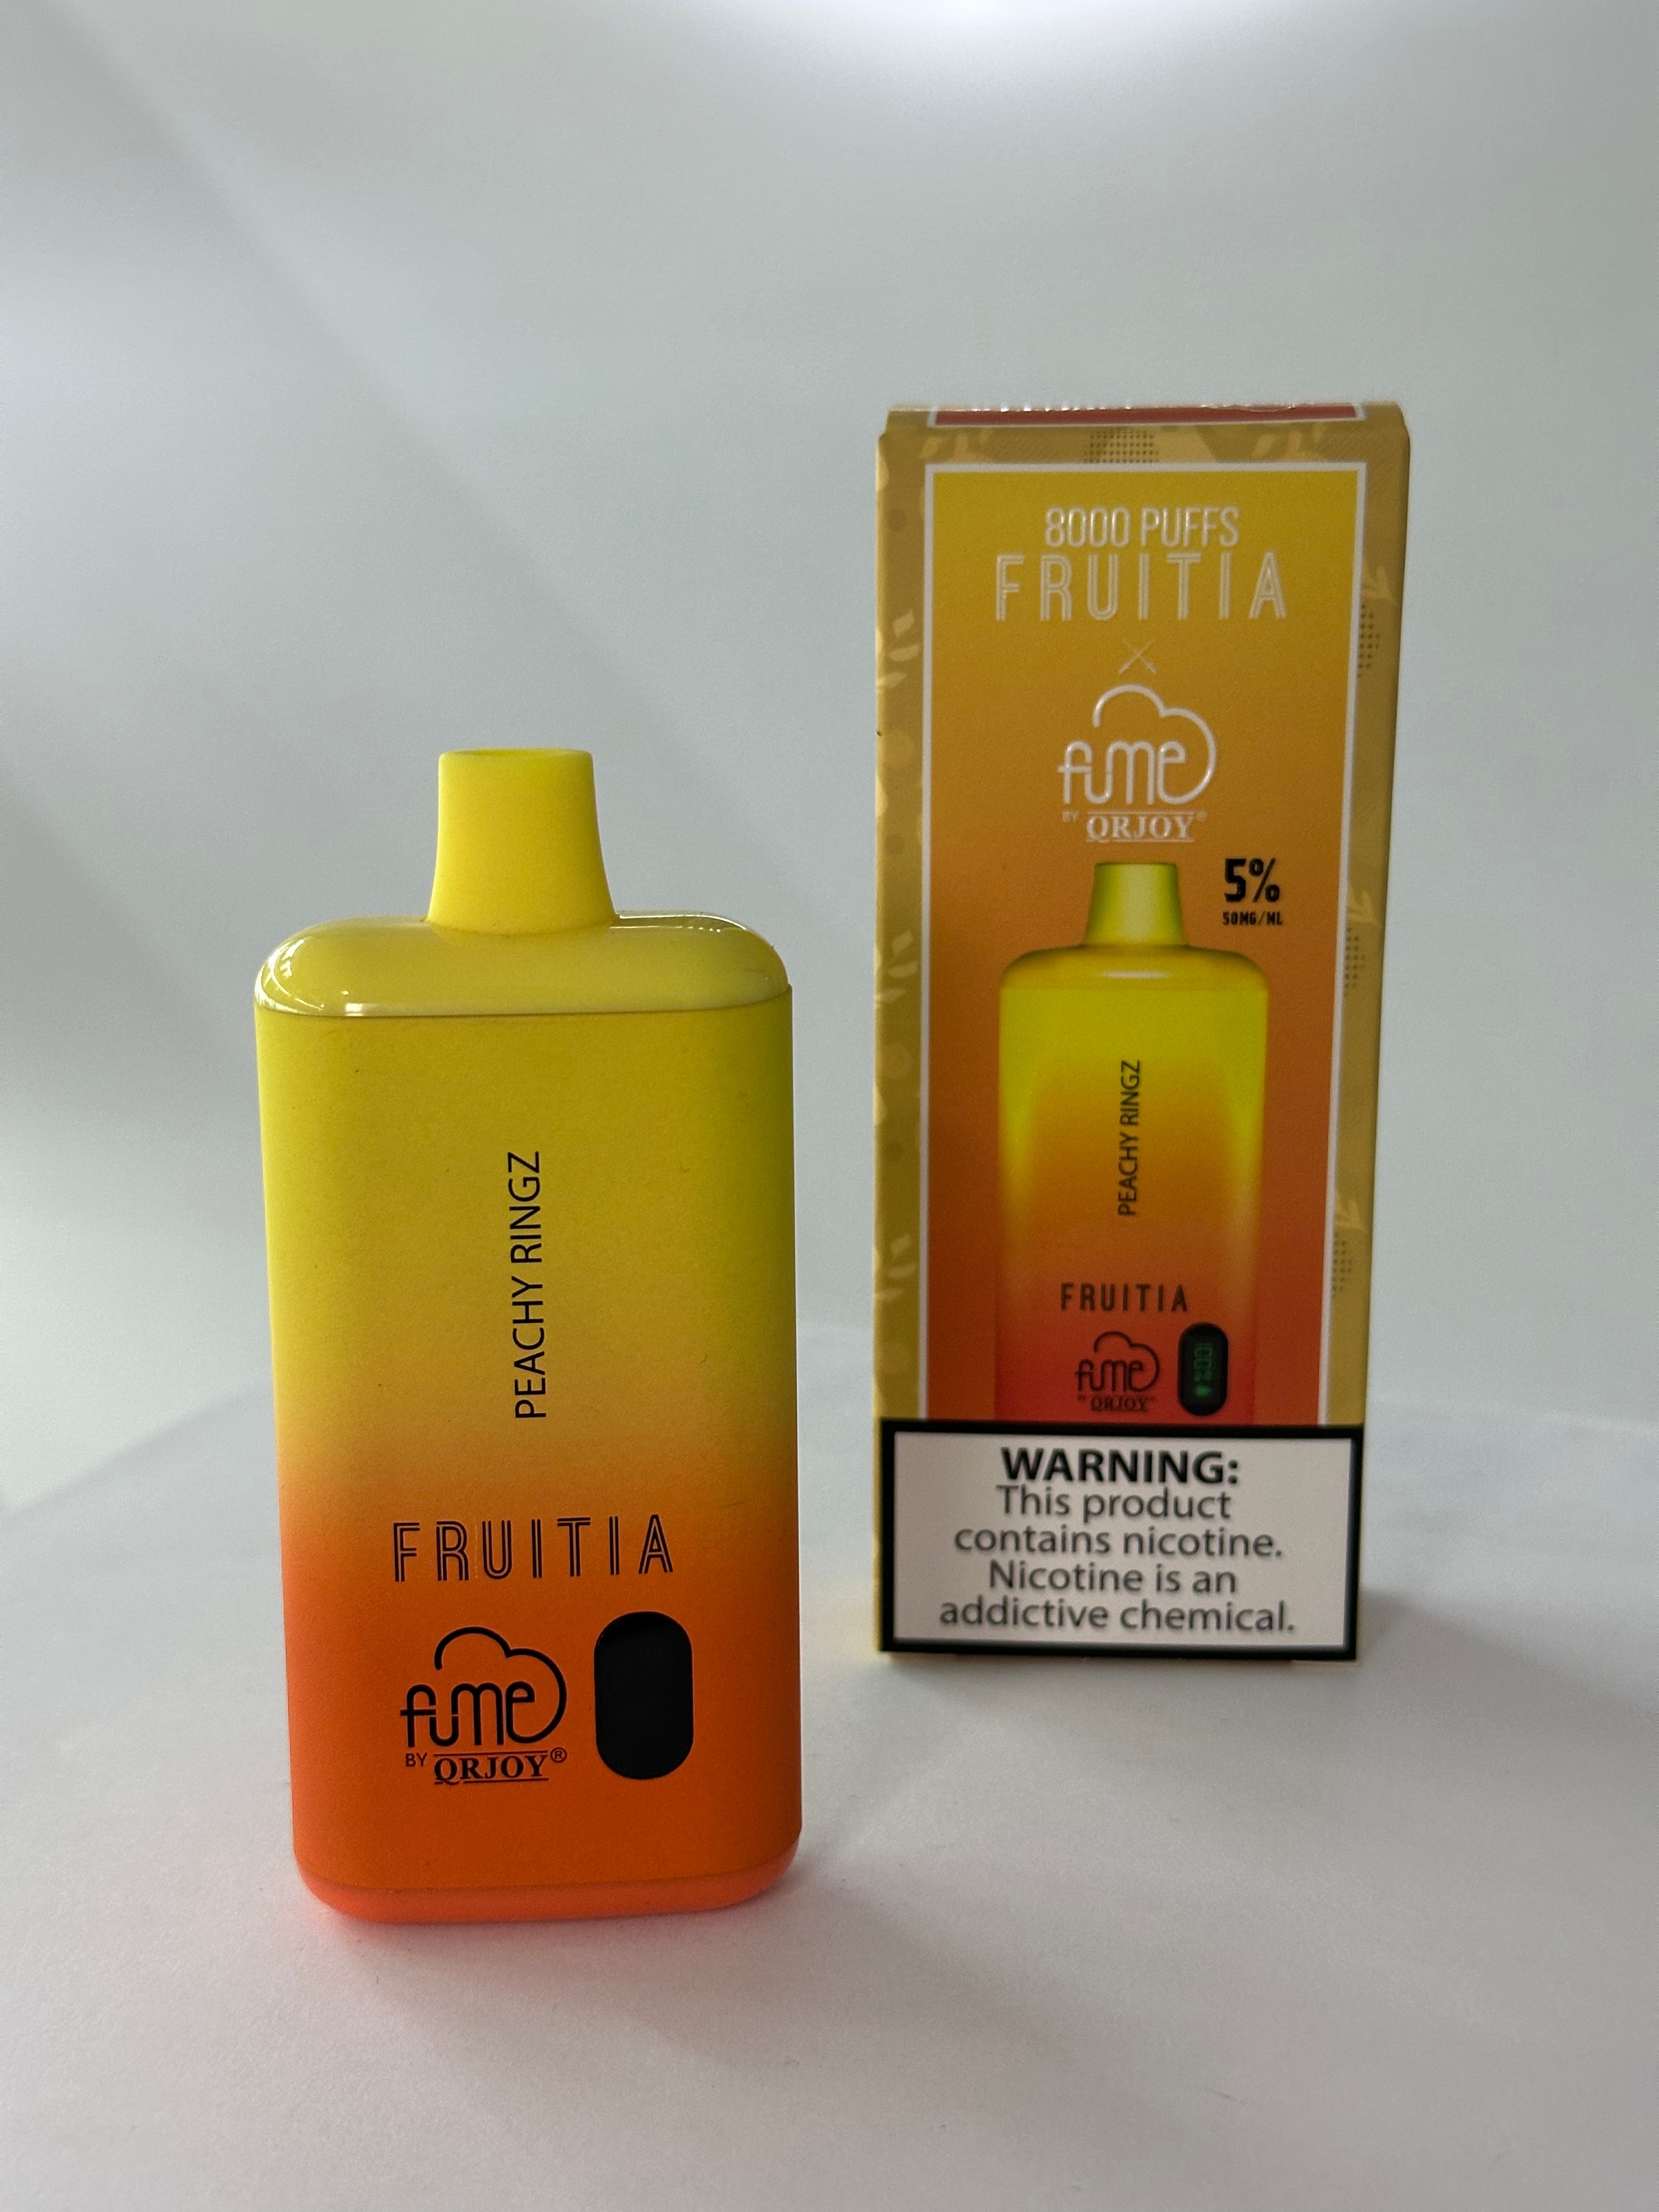 PEACHY RINGZ
FRUITIA
fume
BY QRJOY®
8000 PUFFS
FRUITIA
X
fume
BY QRJOY®
5%
50MG/ML
PEACHY RINGZ
FRUITIA
fume
BY QRJOY
WARNING:
This product
contains nicotine.
Nicotine is an
addictive chemical.